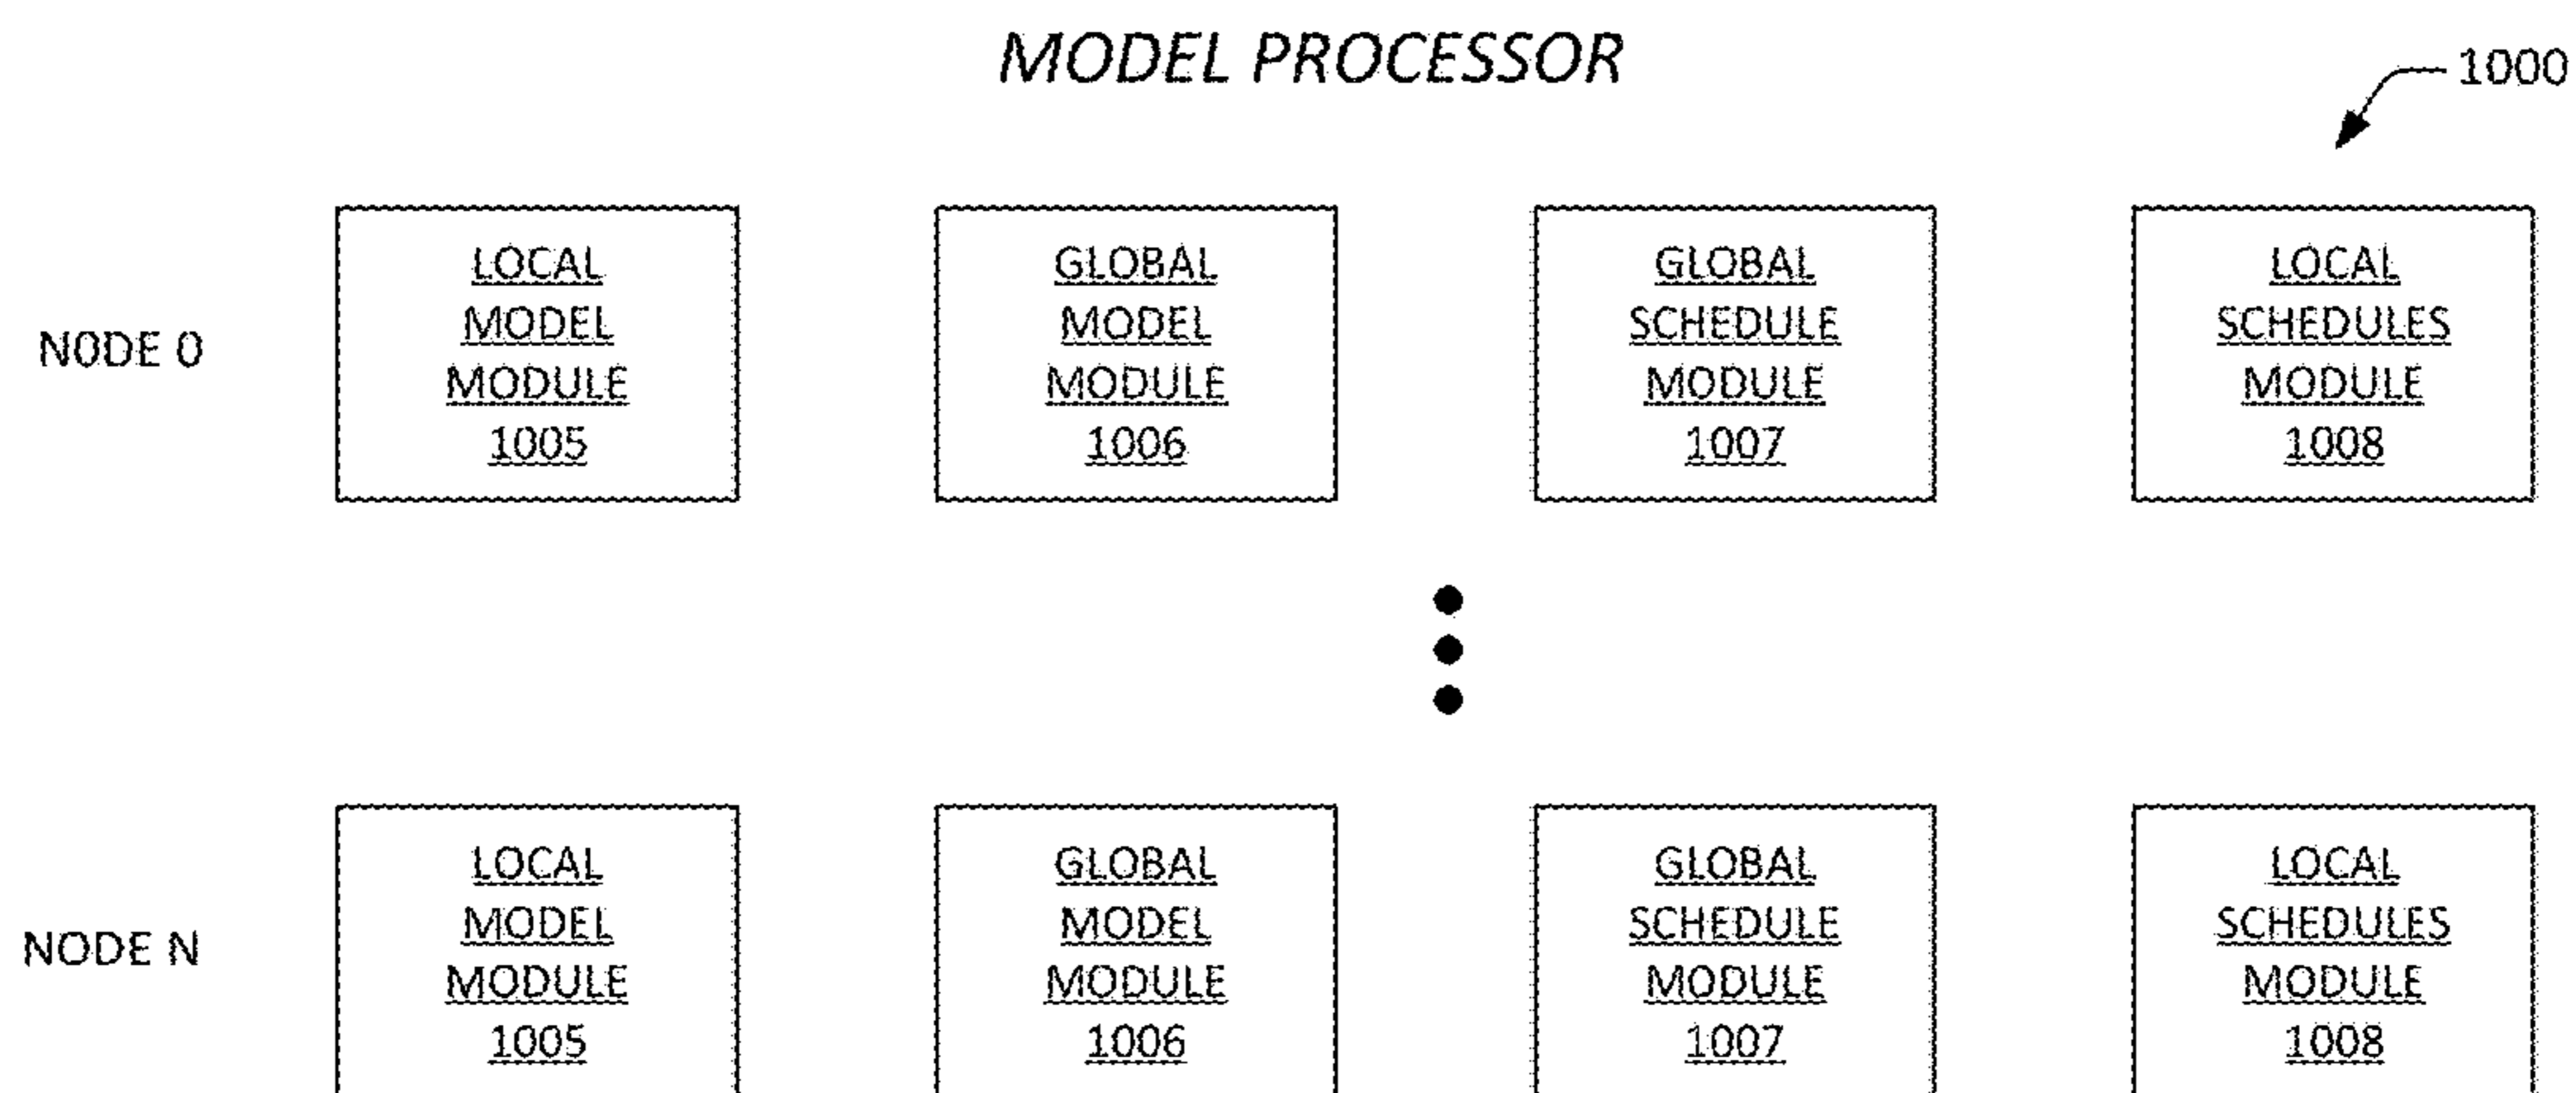 MODEL PROCESSOR
1000
NODE 0
LOCAL
MODEL
MODULE
1005
GLOBAL
MODEL
MODULE
1006
GLOBAL
SCHEDULE
MODULE
1007
LOCAL
SCHEDULES
MODULE
1008
NODE N
LOCAL
MODEL
MODULE
1005
GLOBAL
MODEL
MODULE
1006
GLOBAL
SCHEDULE
MODULE
1007
LOCAL
SCHEDULES
MODULE
1008